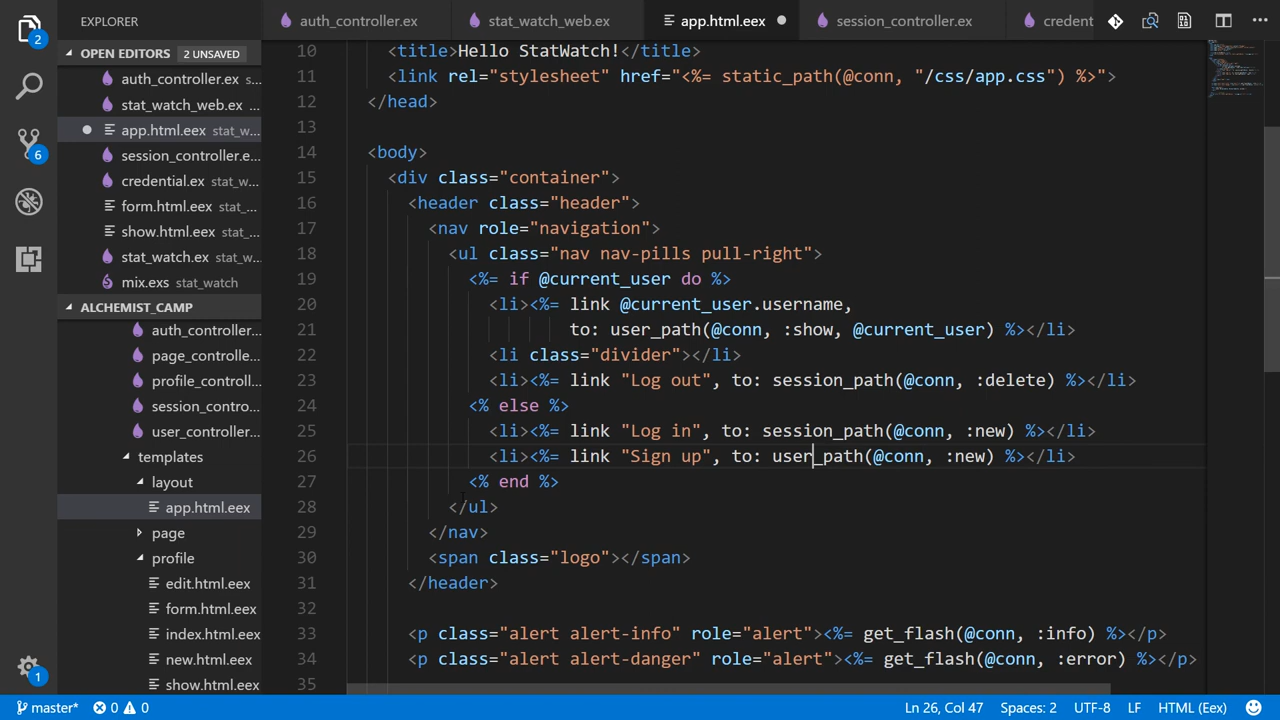 EXPLORER
auth_controller.ex
stat_watch_web.ex
app.html.eex
session_controller.ex
credent
2
OPEN EDITORS
2 UNSAVED
auth_controller.ex s...
stat_watch_web.ex
app.html.eex stat_w...
session_controller.e...
credential.ex stat_w...
form.html.eex stat_...
show.html.eex stat_...
stat_watch.ex stat_w...
mix.exs stat_watch
6
ALCHEMIST_CAMP
auth_controller...
page_controlle...
profile_controll...
session_contro...
user_controller...
templates
layout
app.html.eex
page
profile
edit.html.eex
form.html.eex
index.html.eex
new.html.eex
show.html.eex
1
10 <title>Hello StatWatch!</title>
11 <link rel="stylesheet" href="<%= static_path(@conn, "/css/app.css") %>">
12 </head>
13
14 <body>
15 <div class="container">
16 <header class="header">
17 <nav role="navigation">
18 <ul class="nav nav-pills pull-right">
19 <%= if @current_user do %>
20 <li><%= link @current_user.username,
21 to: user_path(@conn, :show, @current_user) %></li>
22 <li class="divider"></li>
23 <li><%= link "Log out", to: session_path(@conn, :delete) %></li>
24 <% else %>
25 <li><%= link "Log in", to: session_path(@conn, :new) %></li>
26 <li><%= link "Sign up", to: user_path(@conn, :new) %></li>
27 <% end %>
28 </ul>
29 </nav>
30 <span class="logo"></span>
31 </header>
32
33 <p class="alert alert-info" role="alert"><%= get_flash(@conn, :info) %></p>
34 <p class="alert alert-danger" role="alert"><%= get_flash(@conn, :error) %></p>
35
master*
0
0
Ln 26, Col 47
Spaces: 2
UTF-8
LF
HTML (Eex)